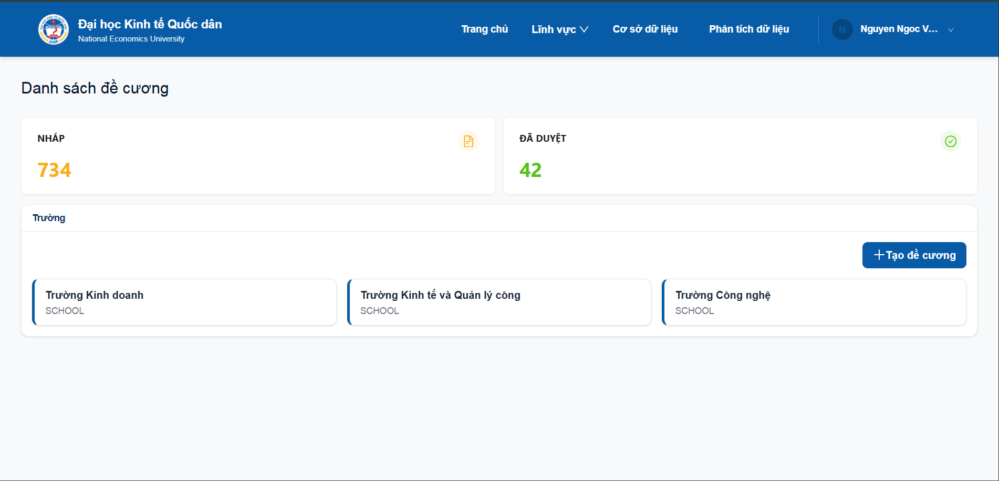 Đại học Kinh tế Quốc dân
National Economics University
Trang chủ
Lĩnh vực
Cơ sở dữ liệu
Phân tích dữ liệu
N
Nguyen Ngoc V...
Danh sách đề cương
NHÁP
734
ĐÃ DUYỆT
42
Trường
Tạo đề cương
Trường Kinh doanh
SCHOOL
Trường Kinh tế và Quản lý công
SCHOOL
Trường Công nghệ
SCHOOL